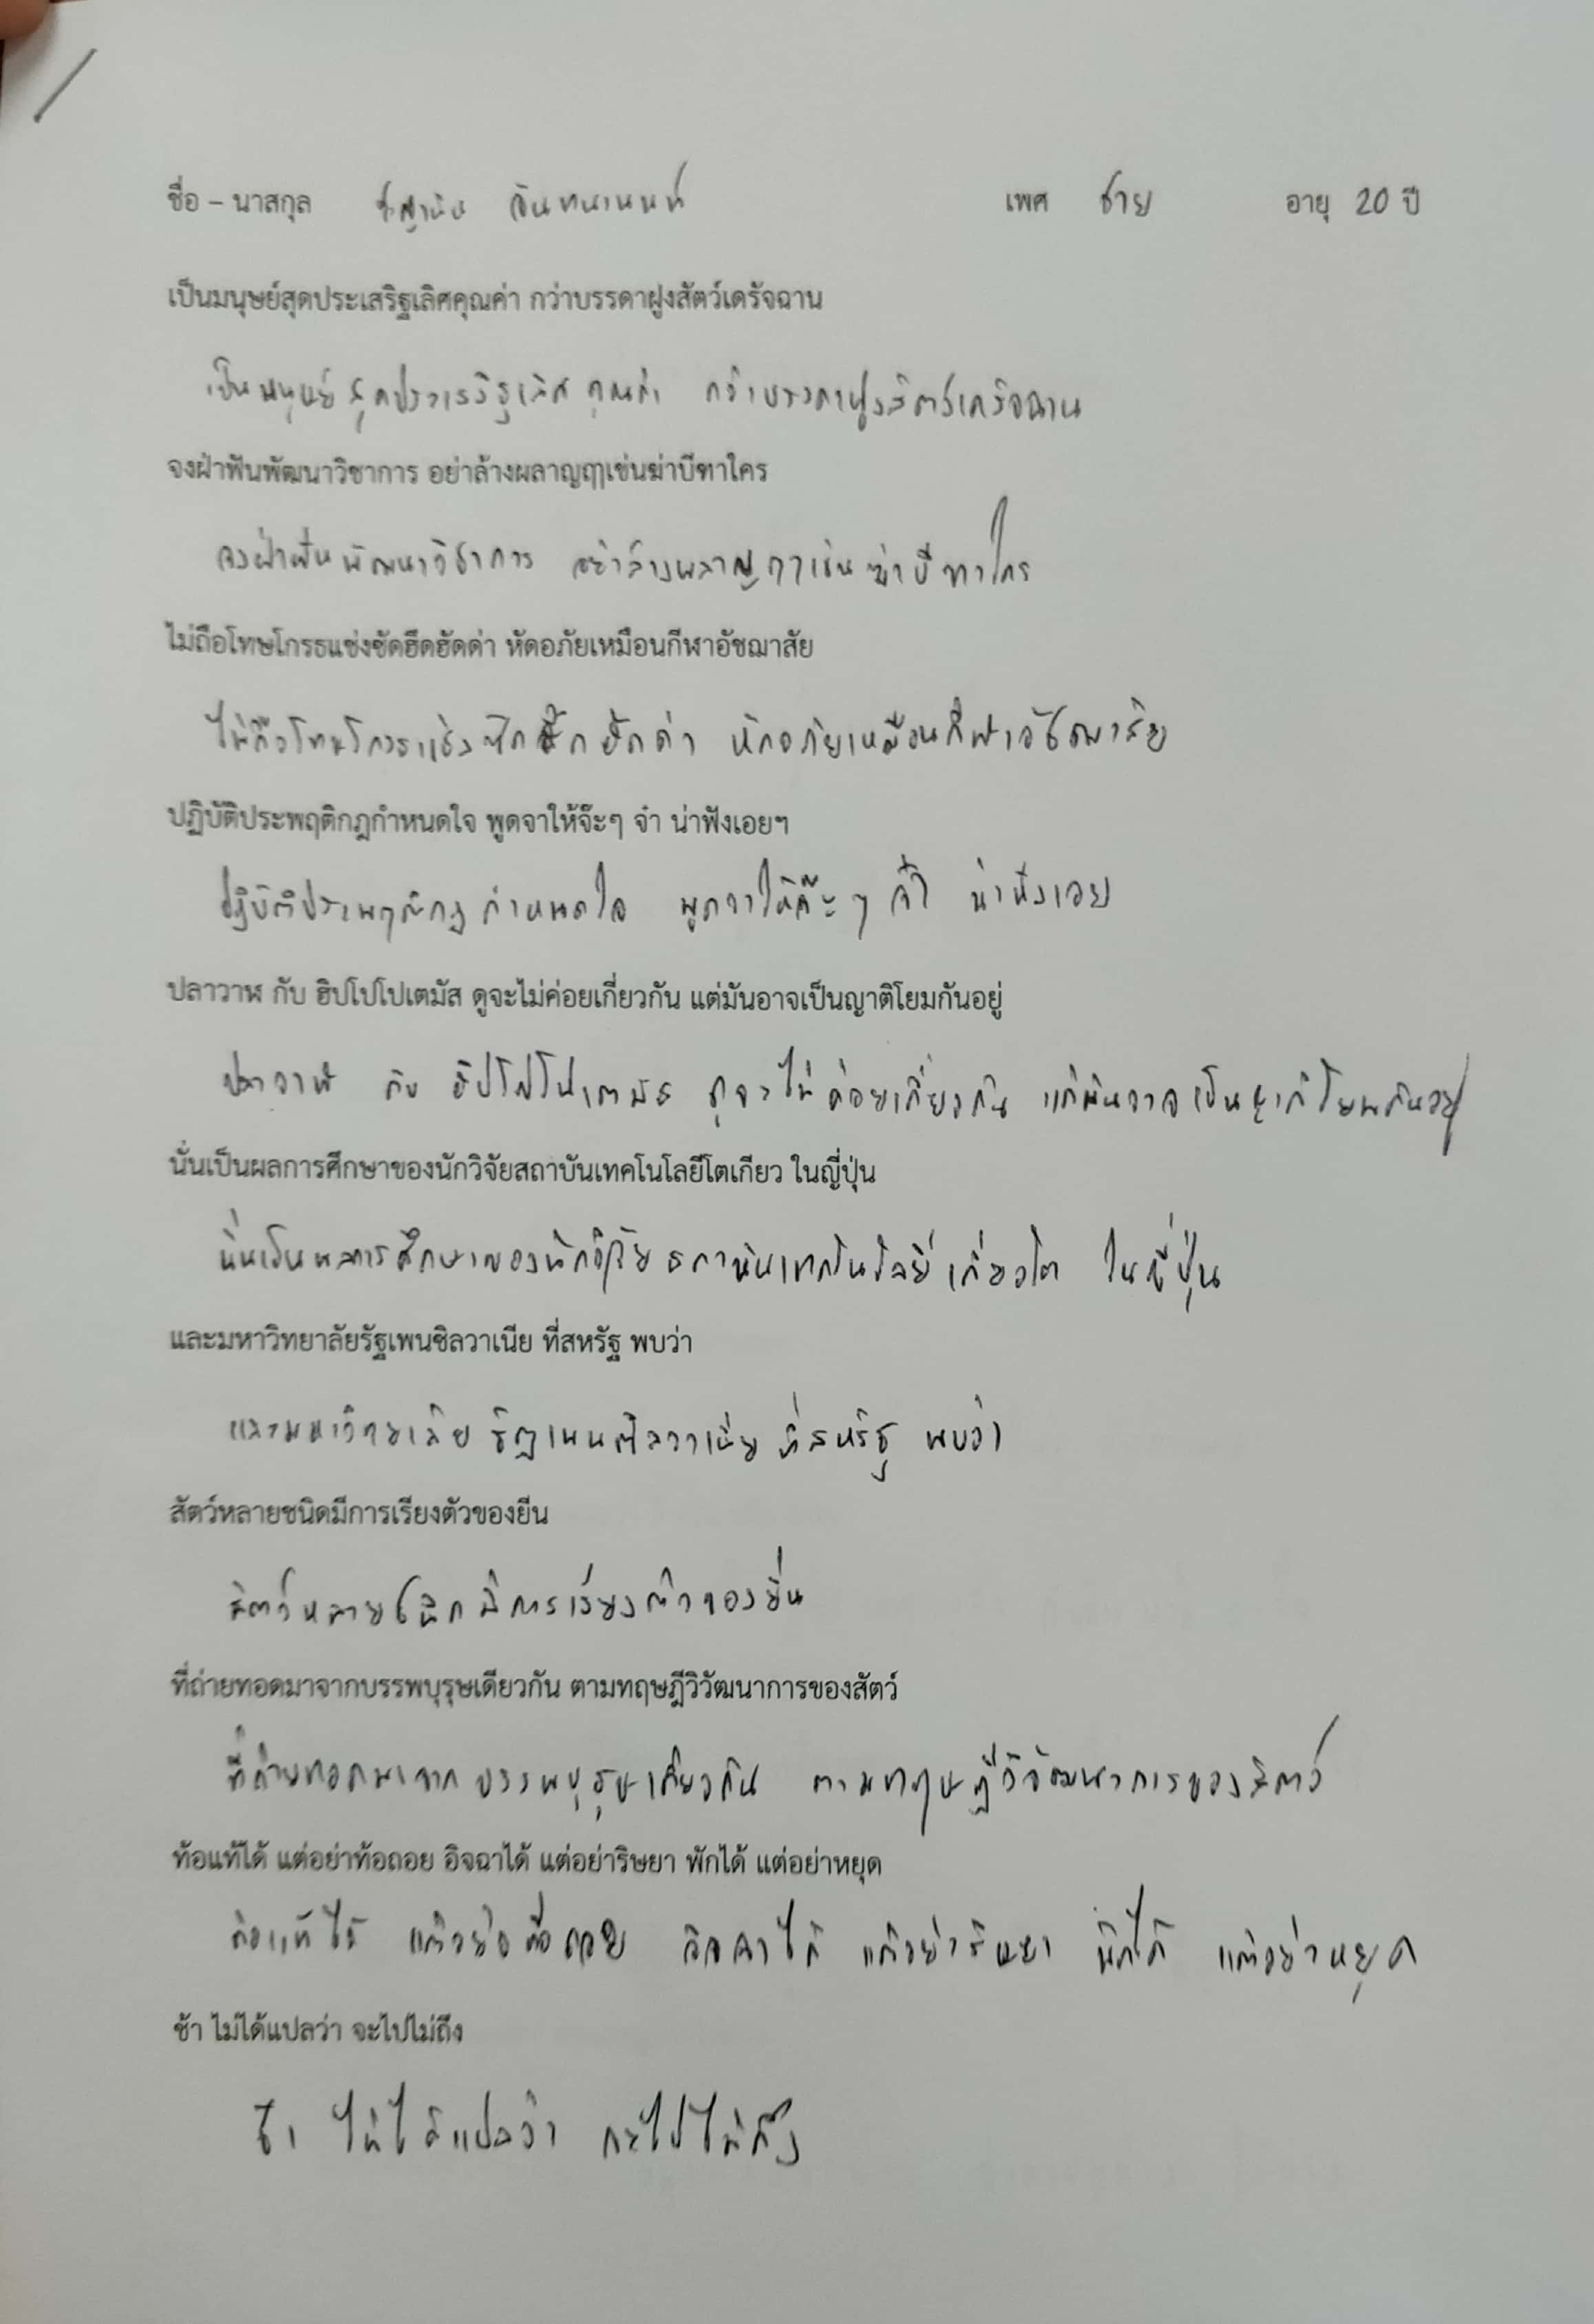 ชื่อ – นาสกุล เพศ ชาย อายุ 20 ปี
เป็นมนุษย์สุดประเสริฐเลิศคุณค่า กว่าบรรดาฝูงสัตว์เดรัจฉาน
เป็นมนุษย์สุดประเสริฐเลิศคุณค่า กว่าบรรดาฝูงสัตว์เดรัจฉาน
จงฝ่าฟันพัฒนาวิชาการ อย่าล้างผลาญฤๅเข่นฆ่าบีฑาใคร
จงฝ่าฟันพัฒนาวิชาการ อย่าล้างผลาญฤๅเข่นฆ่าบีฑาใคร
ไม่ถือโทษโกรธแช่งซัดฮึดฮัดด่า หัดอภัยเหมือนกีฬาอัชฌาสัย
ไม่ถือโทษโกรธแช่งซัดฮึดฮัดด่า หัดอภัยเหมือนกีฬาอัชฌาสัย
ปฏิบัติประพฤติกฎกำหนดใจ พูดจาให้จ๊ะๆ จ๋า น่าฟังเอยฯ
ปฏิบัติประพฤติกฎกำหนดใจ พูดจาให้จ๊ะๆ จ๋า น่าฟังเอย
ปลาวาฬ กับ ฮิปโปโปเตมัส ดูจะไม่ค่อยเกี่ยวกัน แต่มันอาจเป็นญาติโยมกันอยู่
ปลาวาฬ กับ ฮิปโปโปเตมัส ดูจะไม่ค่อยเกี่ยวกัน แต่มันอาจเป็นญาติโยมกันอยู่
นั่นเป็นผลการศึกษาของนักวิจัยสถาบันเทคโนโลยีโตเกียว ในญี่ปุ่น
นั่นเป็นผลการศึกษาของนักวิจัยสถาบันเทคโนโลยีเกียวโต ในญี่ปุ่น
และมหาวิทยาลัยรัฐเพนซิลวาเนีย ที่สหรัฐ พบว่า
และมหาวิทยาลัยรัฐเพนซิลวาเนีย ที่สหรัฐ พบว่า
สัตว์หลายชนิดมีการเรียงตัวของยีน
สัตว์หลายชนิดมีการเรียงตัวของยีน
ที่ถ่ายทอดมาจากบรรพบุรุษเดียวกัน ตามทฤษฎีวิวัฒนาการของสัตว์
ที่ถ่ายทอดมาจากบรรพบุรุษเดียวกัน ตามทฤษฎีวิวัฒนาการของสัตว์
ท้อแท้ได้ แต่อย่าท้อถอย อิจฉาได้ แต่อย่าริษยา พักได้ แต่อย่าหยุด
ท้อแท้ได้ แต่อย่าท้อถอย อิจฉาได้ แต่อย่าริษยา พักได้ แต่อย่าหยุด
ช้า ไม่ได้แปลว่า จะไปไม่ถึง
ช้า ไม่ได้แปลว่า จะไปไม่ถึง